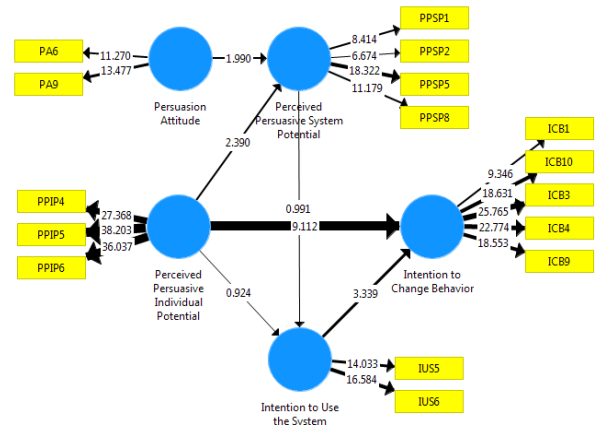 PPSP1
8.414
PA6
11.270
1.990
6.674
PPSP2
13.477
18.322
PA9
11.179
PPSP5
Persuasion
Attitude
Perceived
Persuasive System
Potential
PPSP8
ICB1
2.390
9.346
ICB10
PPIP4
27.368
18.631
ICB3
0.991
25.765
PPIP5
38.203
9.112
22.774
ICB4
PPIP6
36.037
18.553
ICB9
Perceived
Persuasive
Individual
Potential
Intention to
Change Behavior
0.924
3.339
14.033
IUS5
16.584
IUS6
Intention to Use
the System